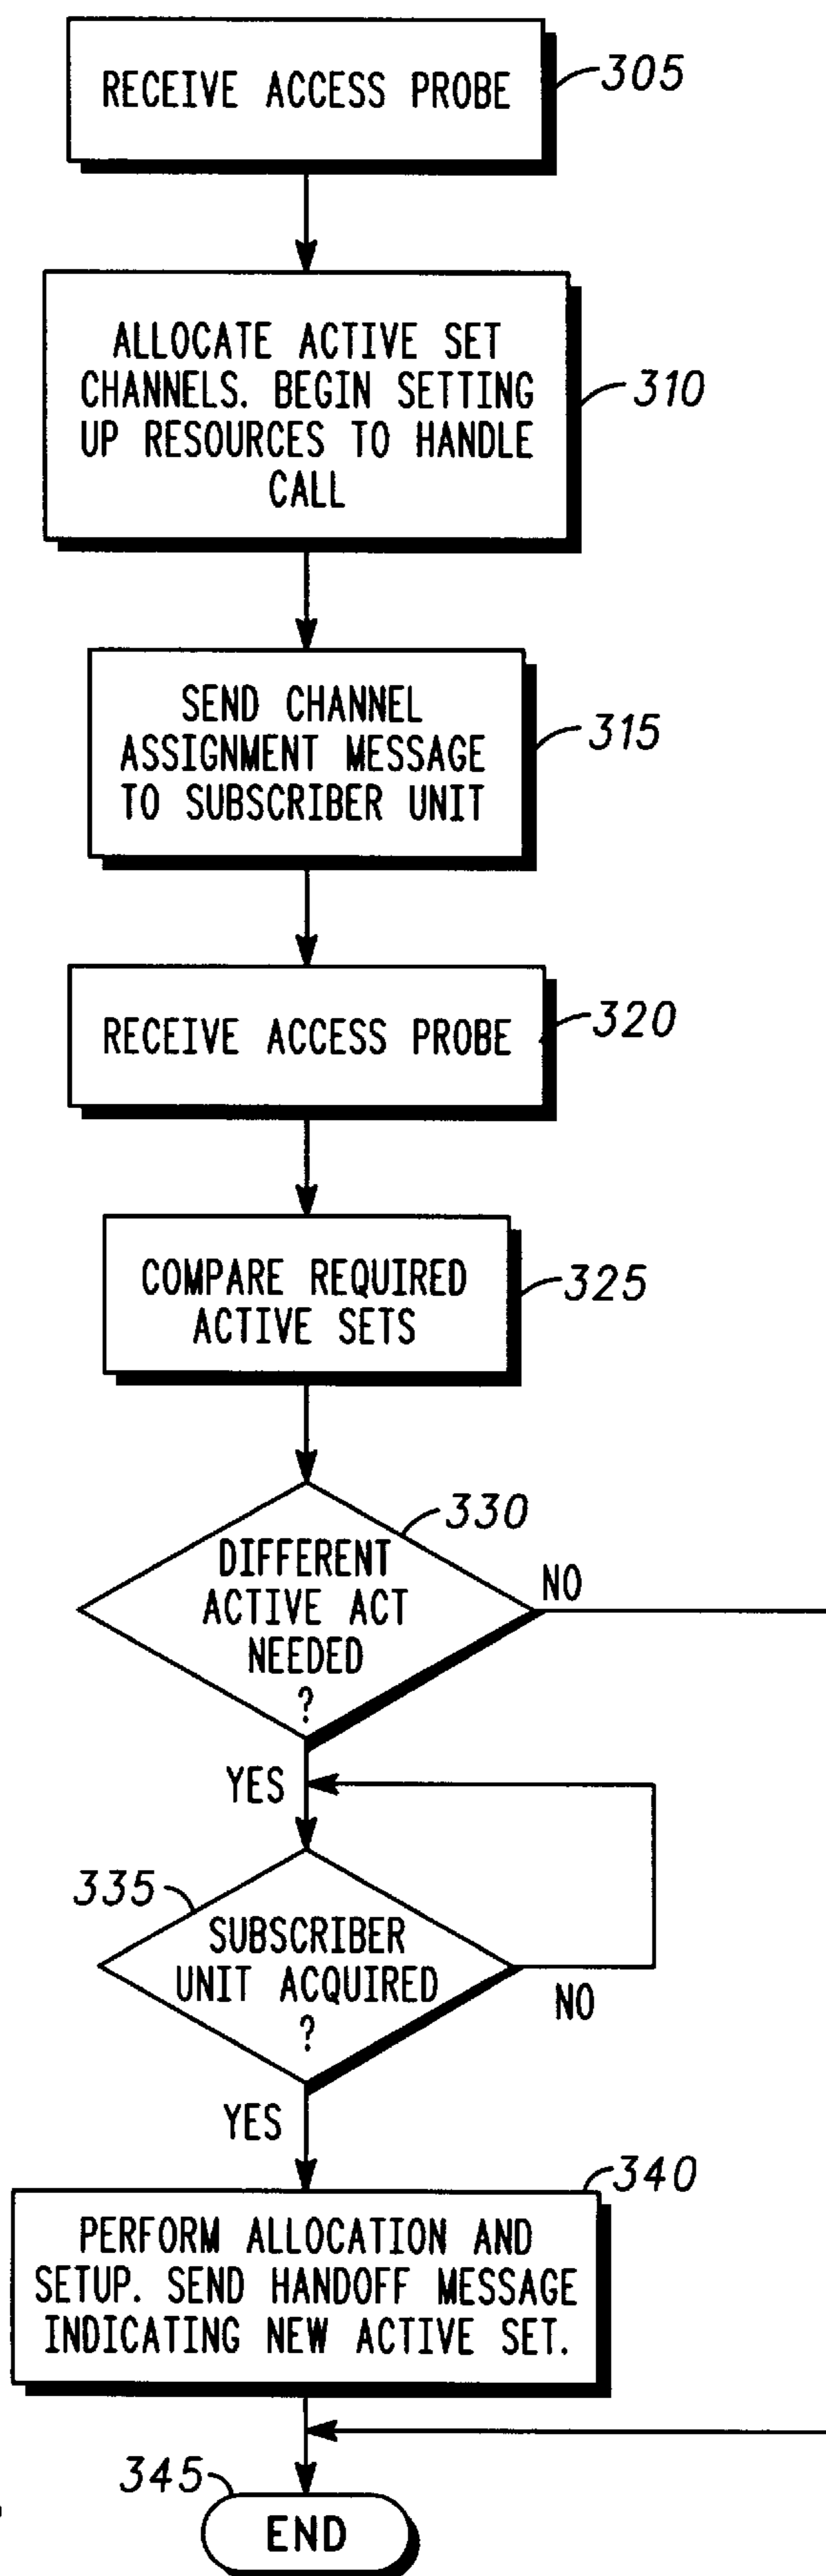 RECEIVE ACCESS PROBE
305
ALLOCATE ACTIVE SET
CHANNELS. BEGIN SETTING
UP RESOURCES TO HANDLE
CALL
310
SEND CHANNEL
ASSIGNMENT MESSAGE
TO SUBSCRIBER UNIT
315
RECEIVE ACCESS PROBE
320
COMPARE REQUIRED
ACTIVE SETS
325
330
DIFFERENT
ACTIVE ACT
NEEDED
?
NO
YES
335
SUBSCRIBER
UNIT ACQUIRED
?
NO
YES
340
PERFORM ALLOCATION AND
SETUP. SEND HANDOFF MESSAGE
INDICATING NEW ACTIVE SET.
345
END